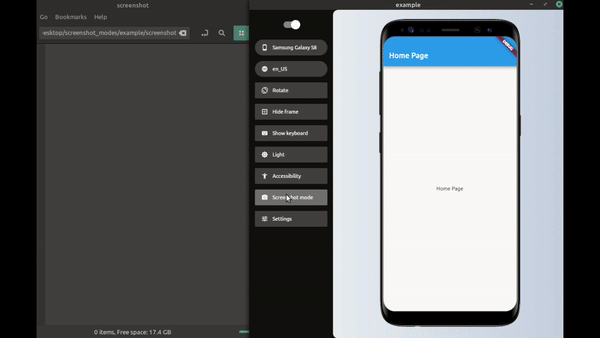 screenshot
Go Bookmarks Help
esktop/screenshot_modes/example/screenshot
0 items, Free space: 17.4 GB
example
Samsung Galaxy S8
en_US
Rotate
Hide frame
Show keyboard
Light
Accessibility
Screenshot mode
Settings
Home Page
DEBUG
Home Page